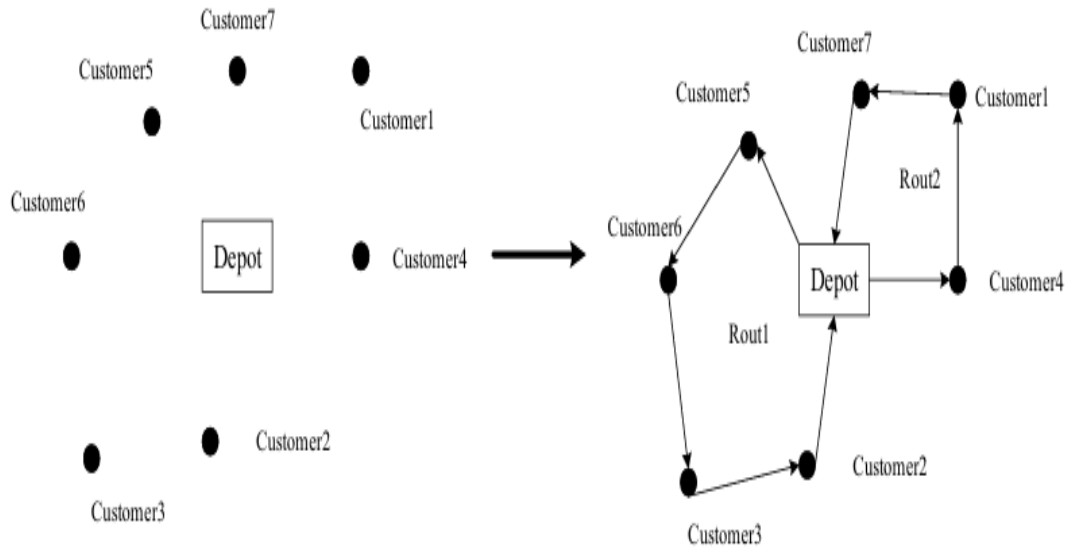 Customer7
Customer5
Customer1
Customer6
Depot
Customer4
Customer2
Customer3
Customer7
Customer5
Customer1
Rout2
Customer6
Depot
Customer4
Rout1
Customer2
Customer3